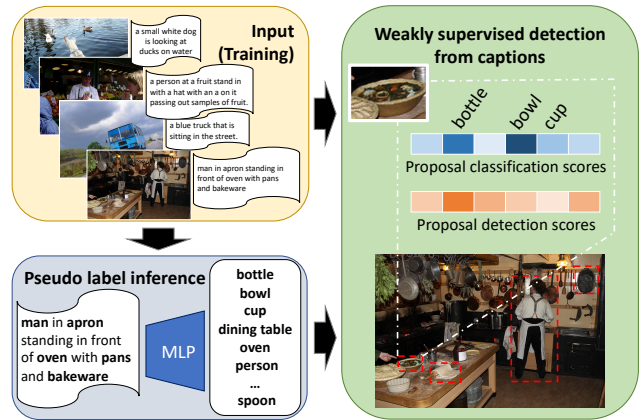 Input
(Training)
a small white dog
is looking at
ducks on water
a person at a fruit stand in
with a hat with an a on it
passing out samples of fruit.
a blue truck that is
sitting in the street.
man in apron standing in
front of oven with pans
and bakeware
Pseudo label inference
man in apron
standing in front
of oven with pans
and bakeware
MLP
bottle
bowl
cup
dining table
oven
person
...
spoon
Weakly supervised detection
from captions
bottle
bowl
cup
Proposal classification scores
Proposal detection scores